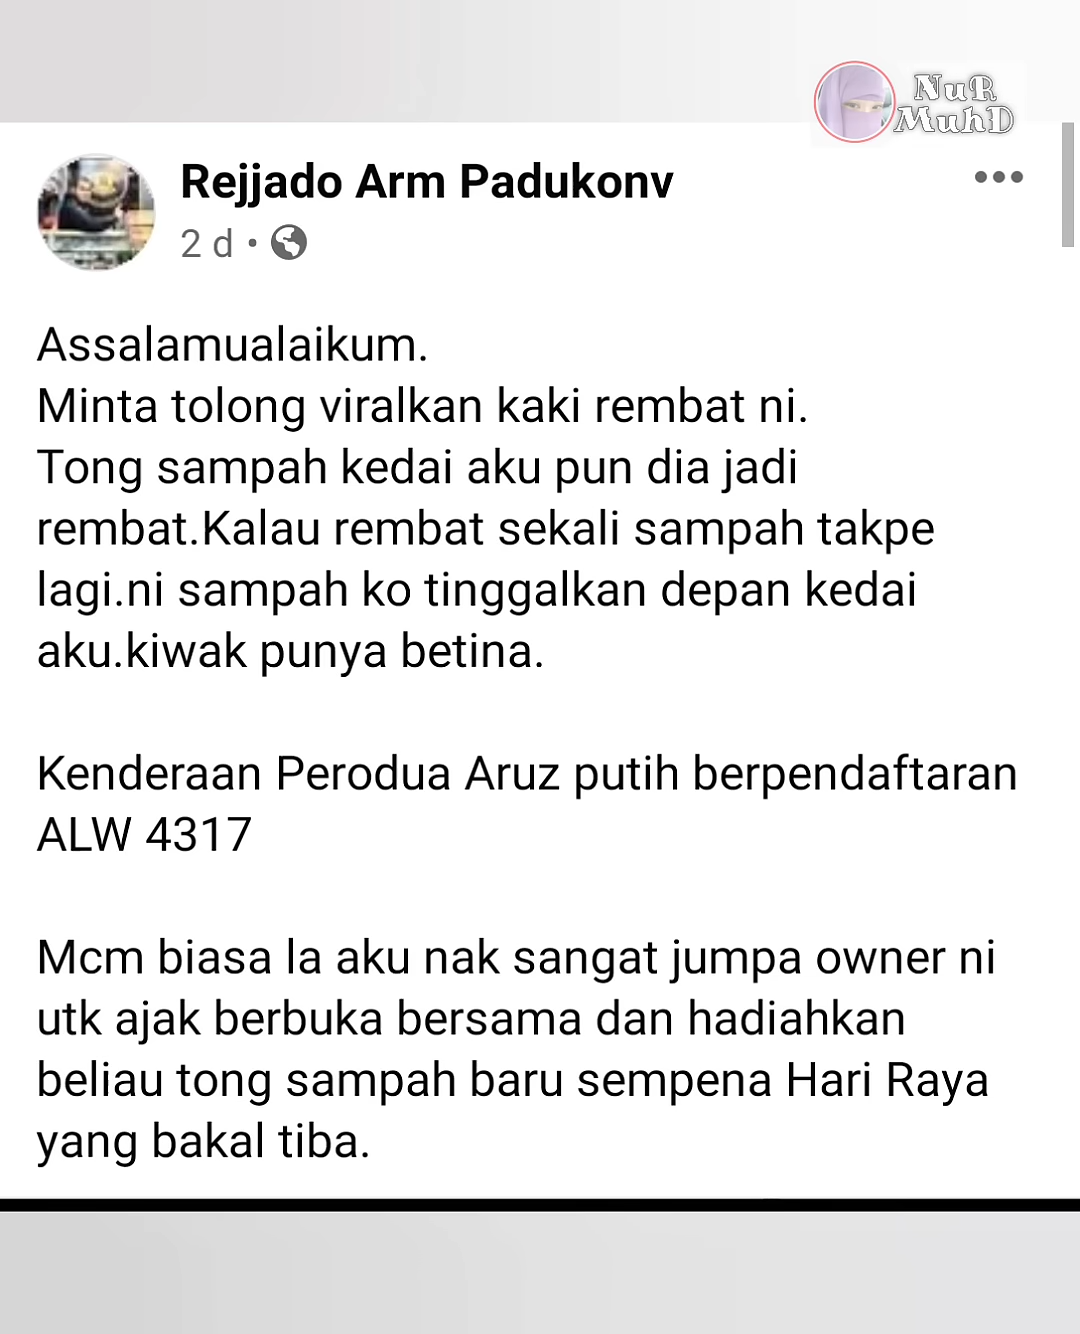 NuR
MuhD
Rejjado Arm Padukonv
2 d •
Assalamualaikum.
Minta tolong viralkan kaki rembat ni.
Tong sampah kedai aku pun dia jadi
rembat.Kalau rembat sekali sampah takpe
lagi.ni sampah ko tinggalkan depan kedai
aku.kiwak punya betina.
Kenderaan Perodua Aruz putih berpendaftaran
ALW 4317
Mcm biasa la aku nak sangat jumpa owner ni
utk ajak berbuka bersama dan hadiahkan
beliau tong sampah baru sempena Hari Raya
yang bakal tiba.